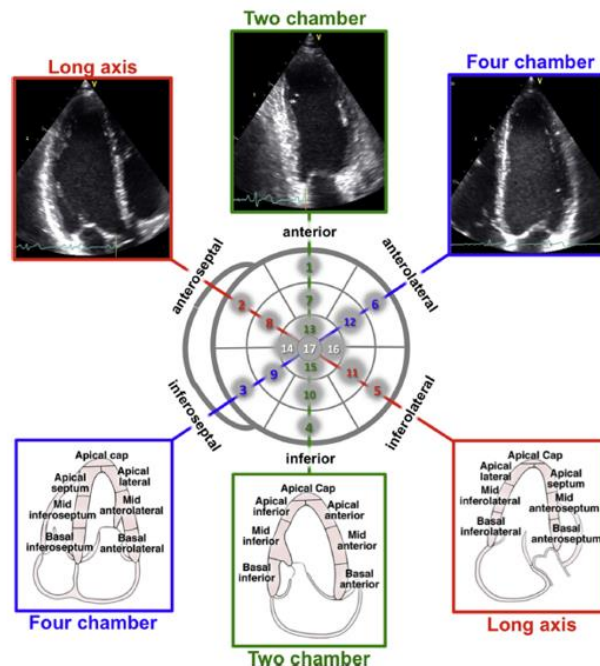 Two chamber
Long axis
Four chamber
V
V
V
anterior
anteroseptal
anterolateral
1
7
2
6
8
12
13
14
17
16
15
9
11
3
10
5
4
inferoseptal
inferolateral
inferior
Apical cap
Apical septum
Apical lateral
Mid inferoseptum
Mid anterolateral
Basal inferoseptum
Basal anterolateral
Four chamber
Apical Cap
Apical inferior
Apical anterior
Mid inferior
Mid anterior
Basal inferior
Basal anterior
Two chamber
Apical Cap
Apical lateral
Apical septum
Mid inferolateral
Mid anteroseptum
Basal inferolateral
Basal anteroseptum
Long axis